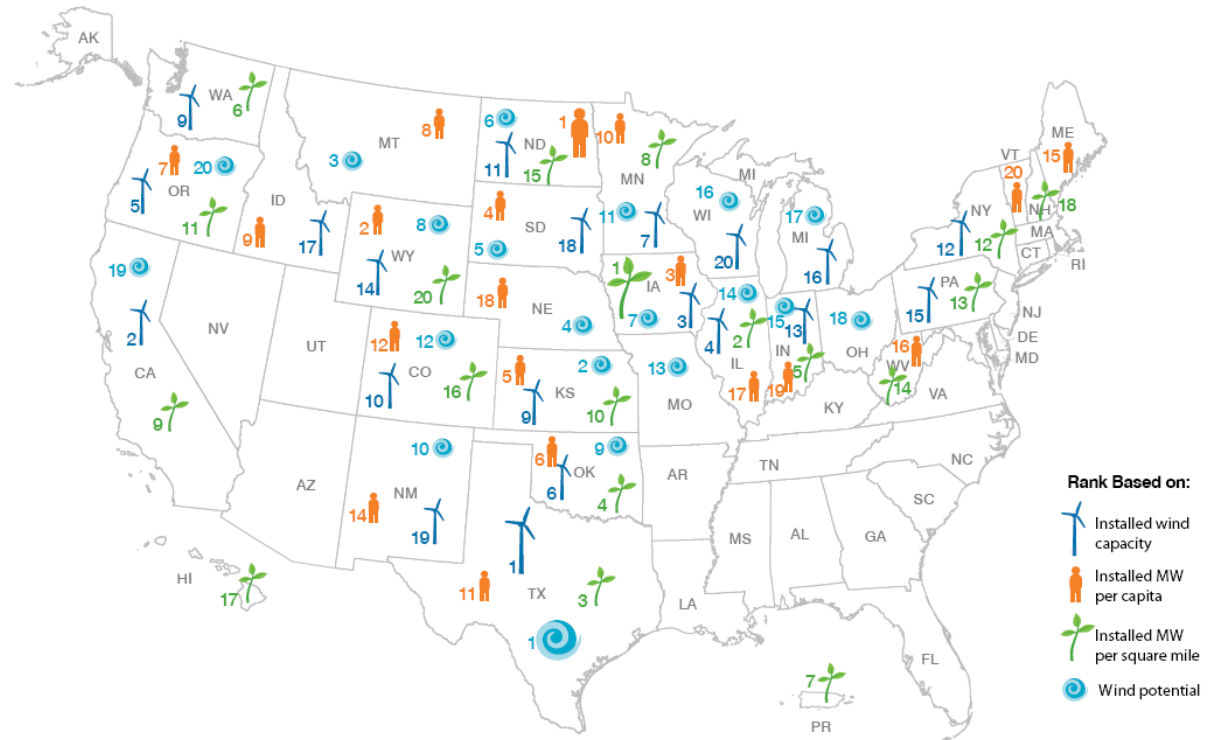 AK
WA
6
9
MT
8
3
6
1
ND
11
15
10
8
MN
ME
15
VT
20
7
20
OR
5
11
ID
9
17
2
8
WY
14
20
4
SD
5
18
11
7
16
WI
20
MI
17
MI
16
NY
12
12
NH
18
MA
CT
RI
19
2
CA
9
NV
UT
18
NE
4
1
3
IA
7
3
14
4
2
IL
17
15
13
IN
5
19
18
OH
PA
15
13
NJ
DE
MD
16
WV
14
VA
12
12
CO
10
16
5
2
KS
9
10
13
MO
KY
AZ
10
NM
14
19
6
9
OK
6
4
AR
TN
NC
SC
MS
AL
GA
HI
17
1
11
TX
3
1
LA
FL
7
PR
Rank Based on:
Installed wind
capacity
Installed MW
per capita
Installed MW
per square mile
Wind potential